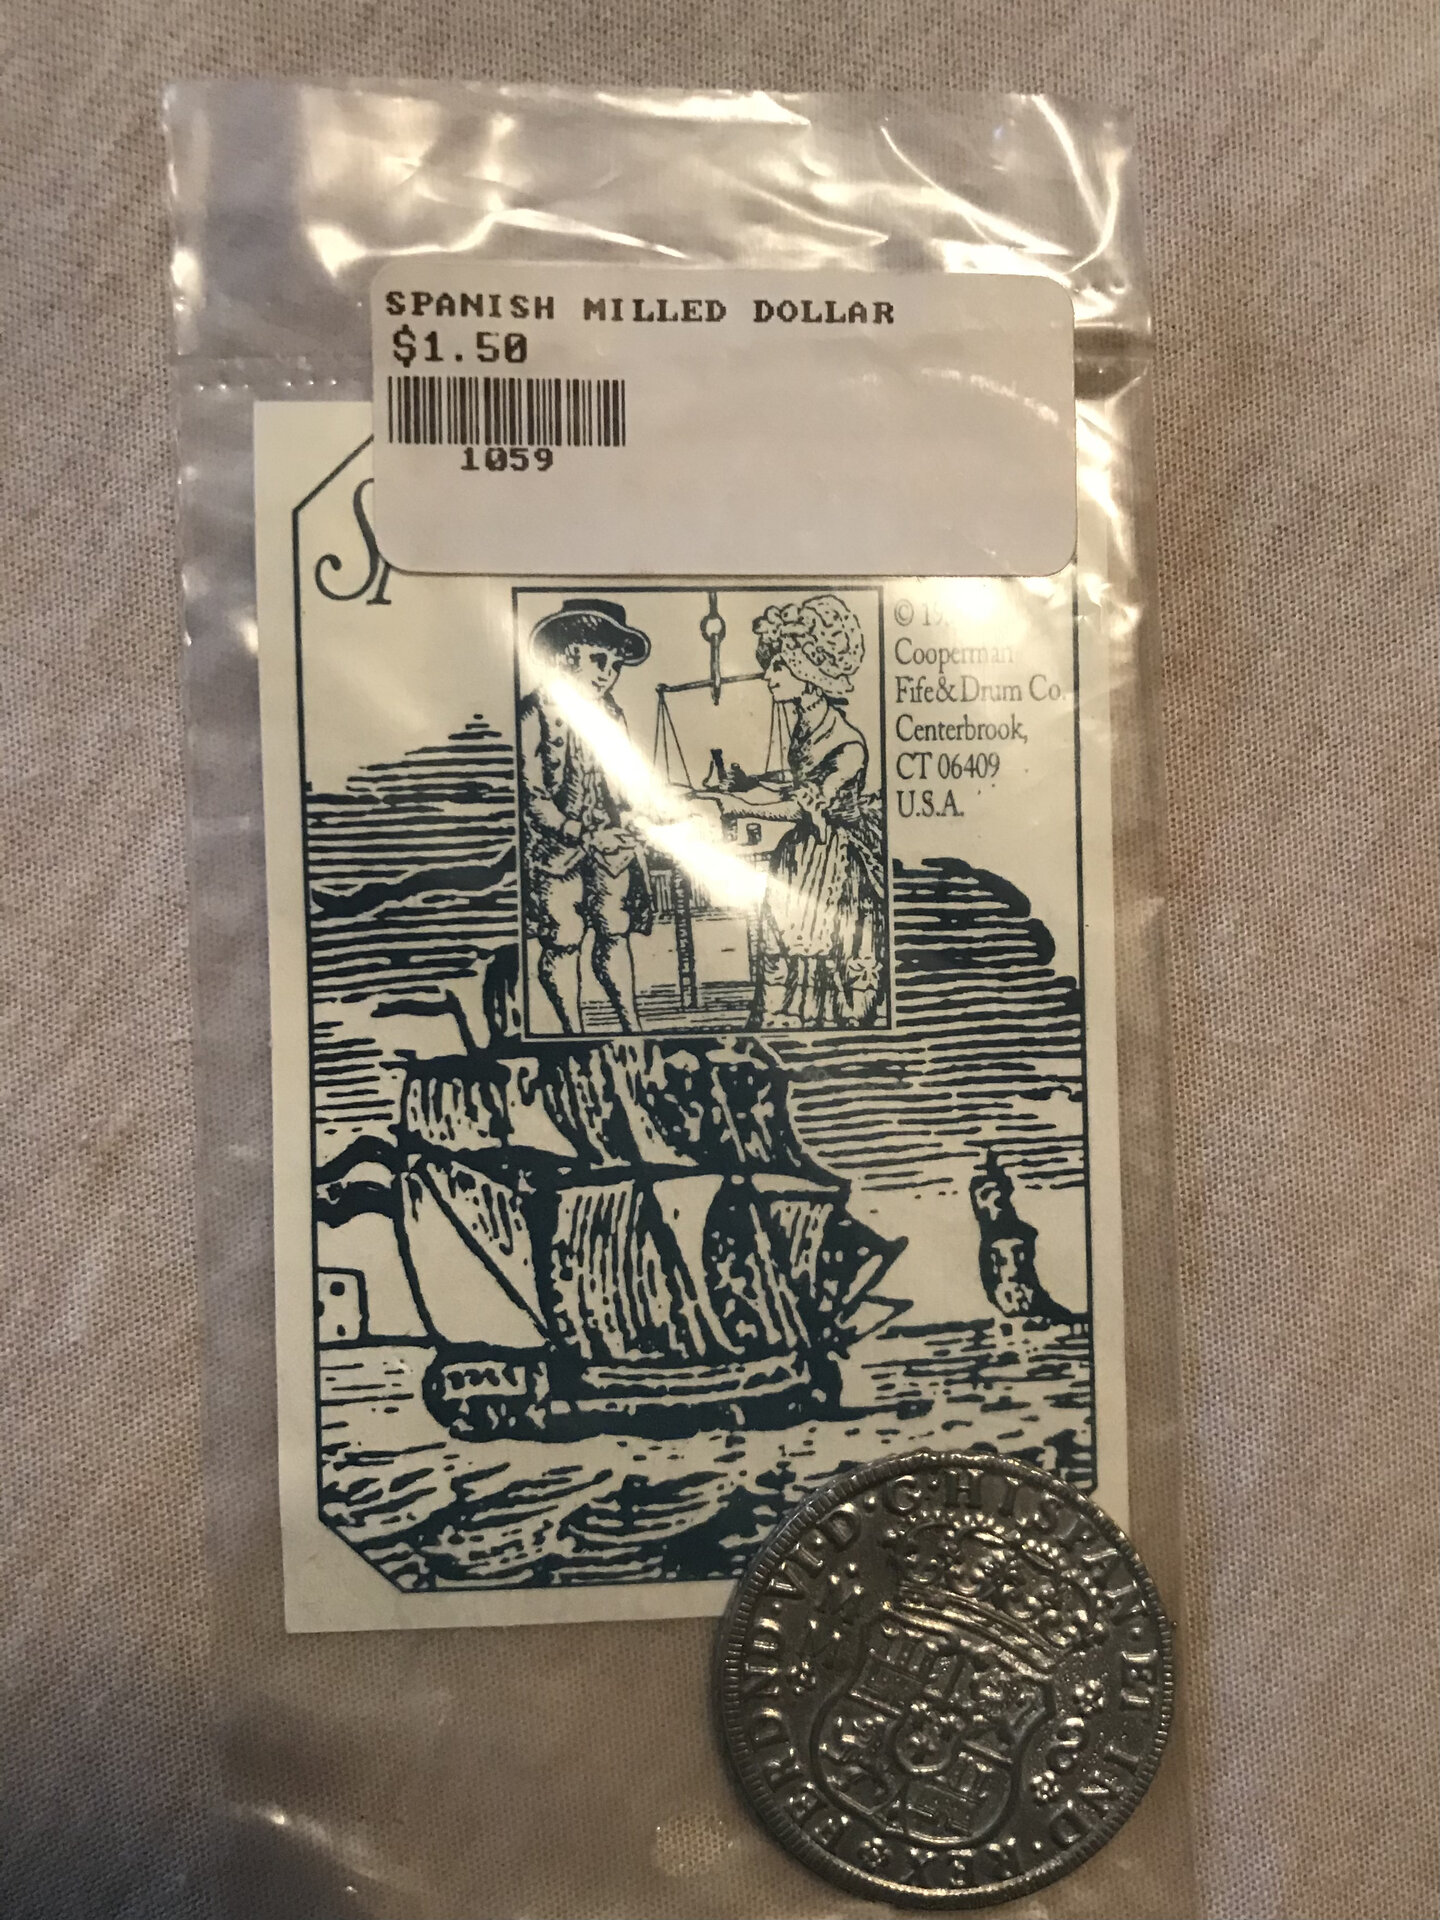 SPANISH MILLED DOLLAR
$1.50
1059
Cooperman
Fife & Drum Co.
Centerbrook,
CT 06409
U.S.A.
FERDND·VI·D·G·HISPAN·ET IND·REX